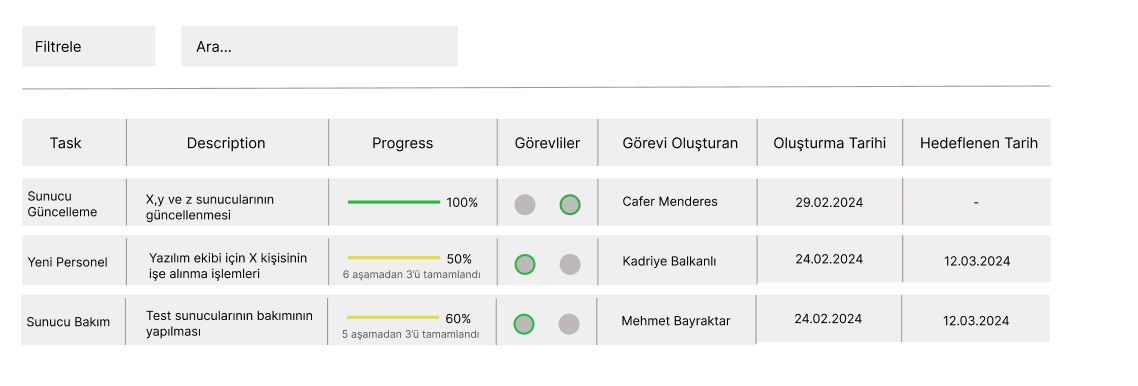 Filtrele
Ara...
Task
Description
Progress
Görevliler
Görevi Oluşturan
Oluşturma Tarihi
Hedeflenen Tarih
Sunucu
Güncelleme
X,y ve z sunucularının
güncellenmesi
100%
Cafer Menderes
29.02.2024
-
Yeni Personel
Yazılım ekibi için X kişisinin
işe alınma işlemleri
50%
6 aşamadan 3'ü tamamlandı
Kadriye Balkanlı
24.02.2024
12.03.2024
Sunucu Bakım
Test sunucularının bakımının
yapılması
60%
5 aşamadan 3'ü tamamlandı
Mehmet Bayraktar
24.02.2024
12.03.2024